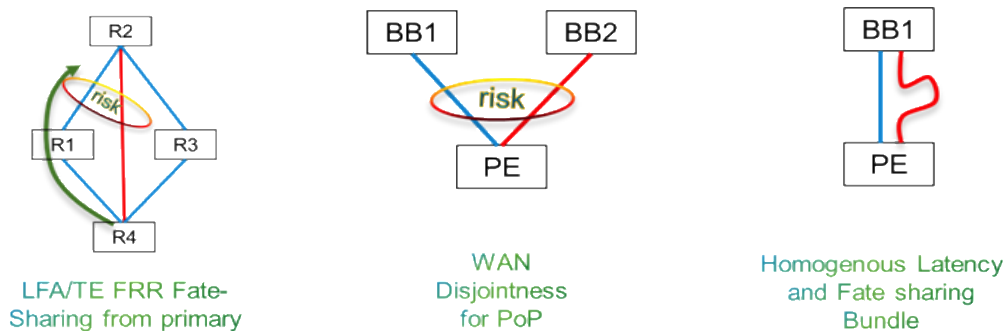 R2
risk
R1
R3
R4
LFA/TE FRR Fate-
Sharing from primary
BB1
BB2
risk
PE
WAN
Disjointness
for PoP
BB1
PE
Homogenous Latency
and Fate sharing
Bundle